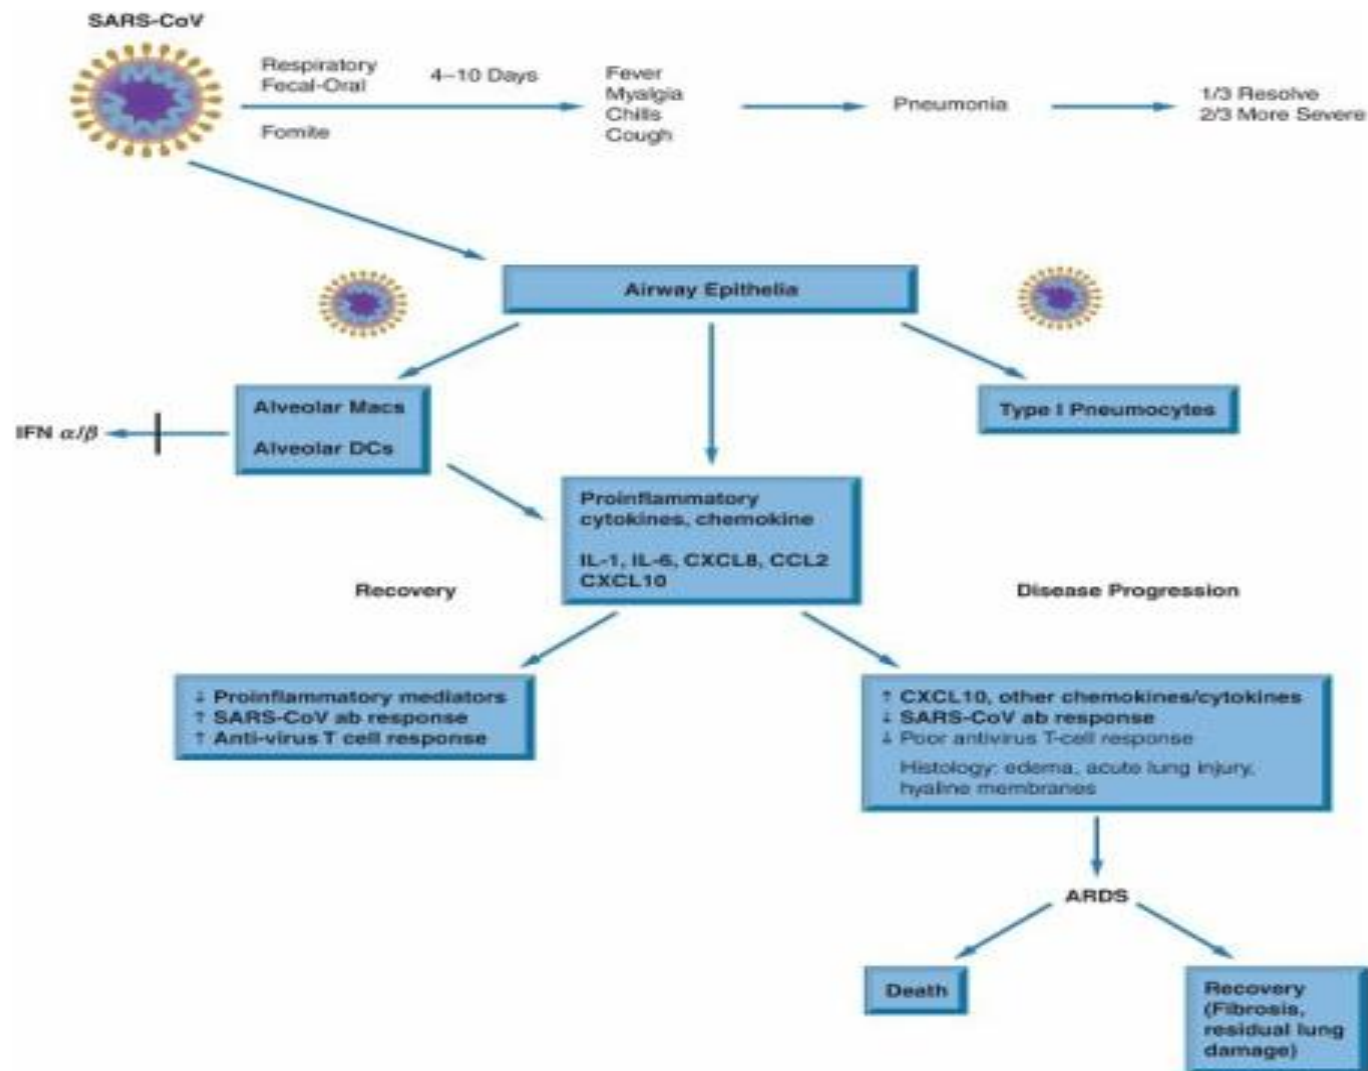 SARS-CoV
Respiratory
Fecal-Oral
Fomite
4–10 Days
Fever
Myalgia
Chills
Cough
Pneumonia
1/3 Resolve
2/3 More Severe
Airway Epithelia
Alveolar Macs
Alveolar DCs
IFN α/β
Type I Pneumocytes
Proinflammatory
cytokines, chemokine
IL-1, IL-6, CXCL8, CCL2
CXCL10
Recovery
Disease Progression
↓ Proinflammatory mediators
↑ SARS-CoV ab response
↑ Anti-virus T cell response
↑ CXCL10, other chemokines/cytokines
↓ SARS-CoV ab response
↓ Poor antivirus T-cell response
Histology: edema, acute lung injury,
hyaline membranes
ARDS
Death
Recovery
(Fibrosis,
residual lung
damage)